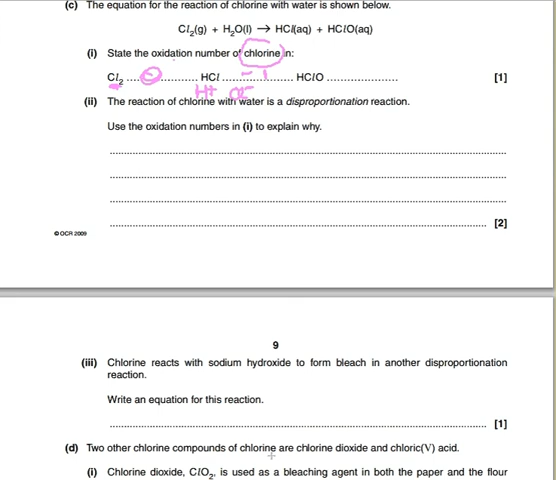 (c) The equation for the reaction of chlorine with water is shown below.
Cl₂(g) + H₂O(l) → HCl(aq) + HClO(aq)
(i) State the oxidation number of chlorine in:
Cl₂ .... 0 ............ HCl .... −1 ............ HClO .................... [1]
H+ Cl−
(ii) The reaction of chlorine with water is a disproportionation reaction.
Use the oxidation numbers in (i) to explain why.
[2]
© OCR 2009
9
(iii) Chlorine reacts with sodium hydroxide to form bleach in another disproportionation
reaction.
Write an equation for this reaction.
[1]
(d) Two other chlorine compounds of chlorine are chlorine dioxide and chloric(V) acid.
(i) Chlorine dioxide, ClO₂, is used as a bleaching agent in both the paper and the flour